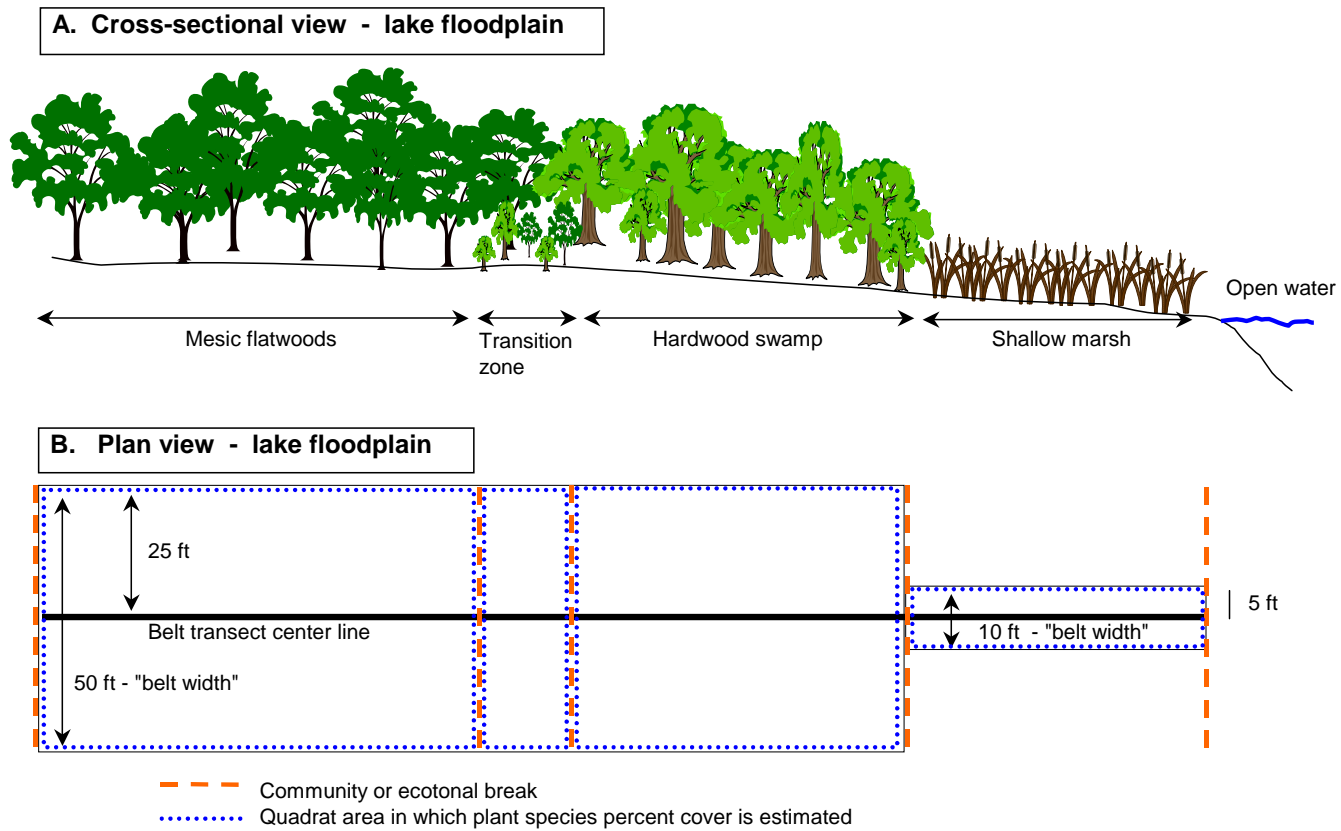 A. Cross-sectional view - lake floodplain
Open water
Mesic flatwoods
Transition
zone
Hardwood swamp
Shallow marsh
B. Plan view - lake floodplain
25 ft
5 ft
Belt transect center line
10 ft - "belt width"
50 ft - "belt width"
Community or ecotonal break
Quadrat area in which plant species percent cover is estimated